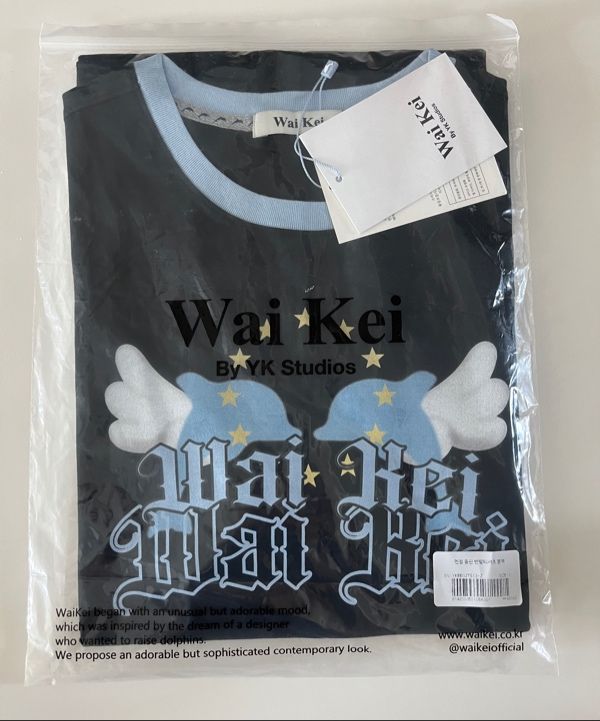 Wai Kei
Wai Kei
By YK Studios
Wai Kei
By YK Studios
Wai Kei
Wai Kei
WaiKei began with an unusual but adorable mood,
which was inspired by the dream of a designer
who wanted to raise dolphins.
We propose an adorable but sophisticated contemporary look.
www.waikei.co.kr
@waikeiofficial